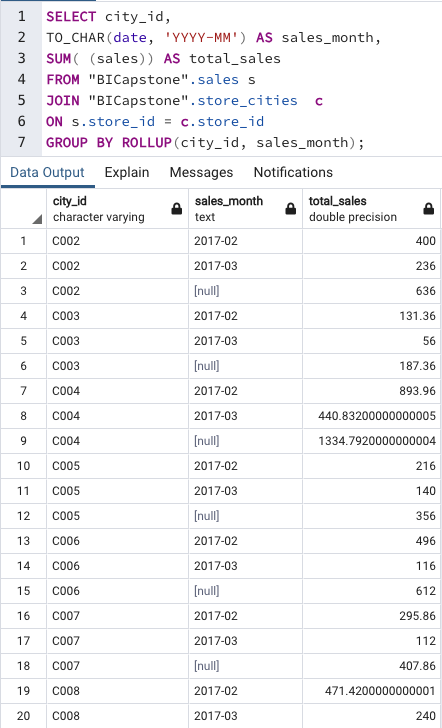 1 SELECT city_id,
2 TO_CHAR(date, 'YYYY-MM') AS sales_month,
3 SUM( (sales)) AS total_sales
4 FROM "BICapstone".sales s
5 JOIN "BICapstone".store_cities  c
6 ON s.store_id = c.store_id
7 GROUP BY ROLLUP(city_id, sales_month);
Data Output Explain Messages Notifications
city_id sales_month total_sales
character varying text double precision
1 C002 2017-02 400
2 C002 2017-03 236
3 C002 [null] 636
4 C003 2017-02 131.36
5 C003 2017-03 56
6 C003 [null] 187.36
7 C004 2017-02 893.96
8 C004 2017-03 440.83200000000005
9 C004 [null] 1334.7920000000004
10 C005 2017-02 216
11 C005 2017-03 140
12 C005 [null] 356
13 C006 2017-02 496
14 C006 2017-03 116
15 C006 [null] 612
16 C007 2017-02 295.86
17 C007 2017-03 112
18 C007 [null] 407.86
19 C008 2017-02 471.4200000000001
20 C008 2017-03 240